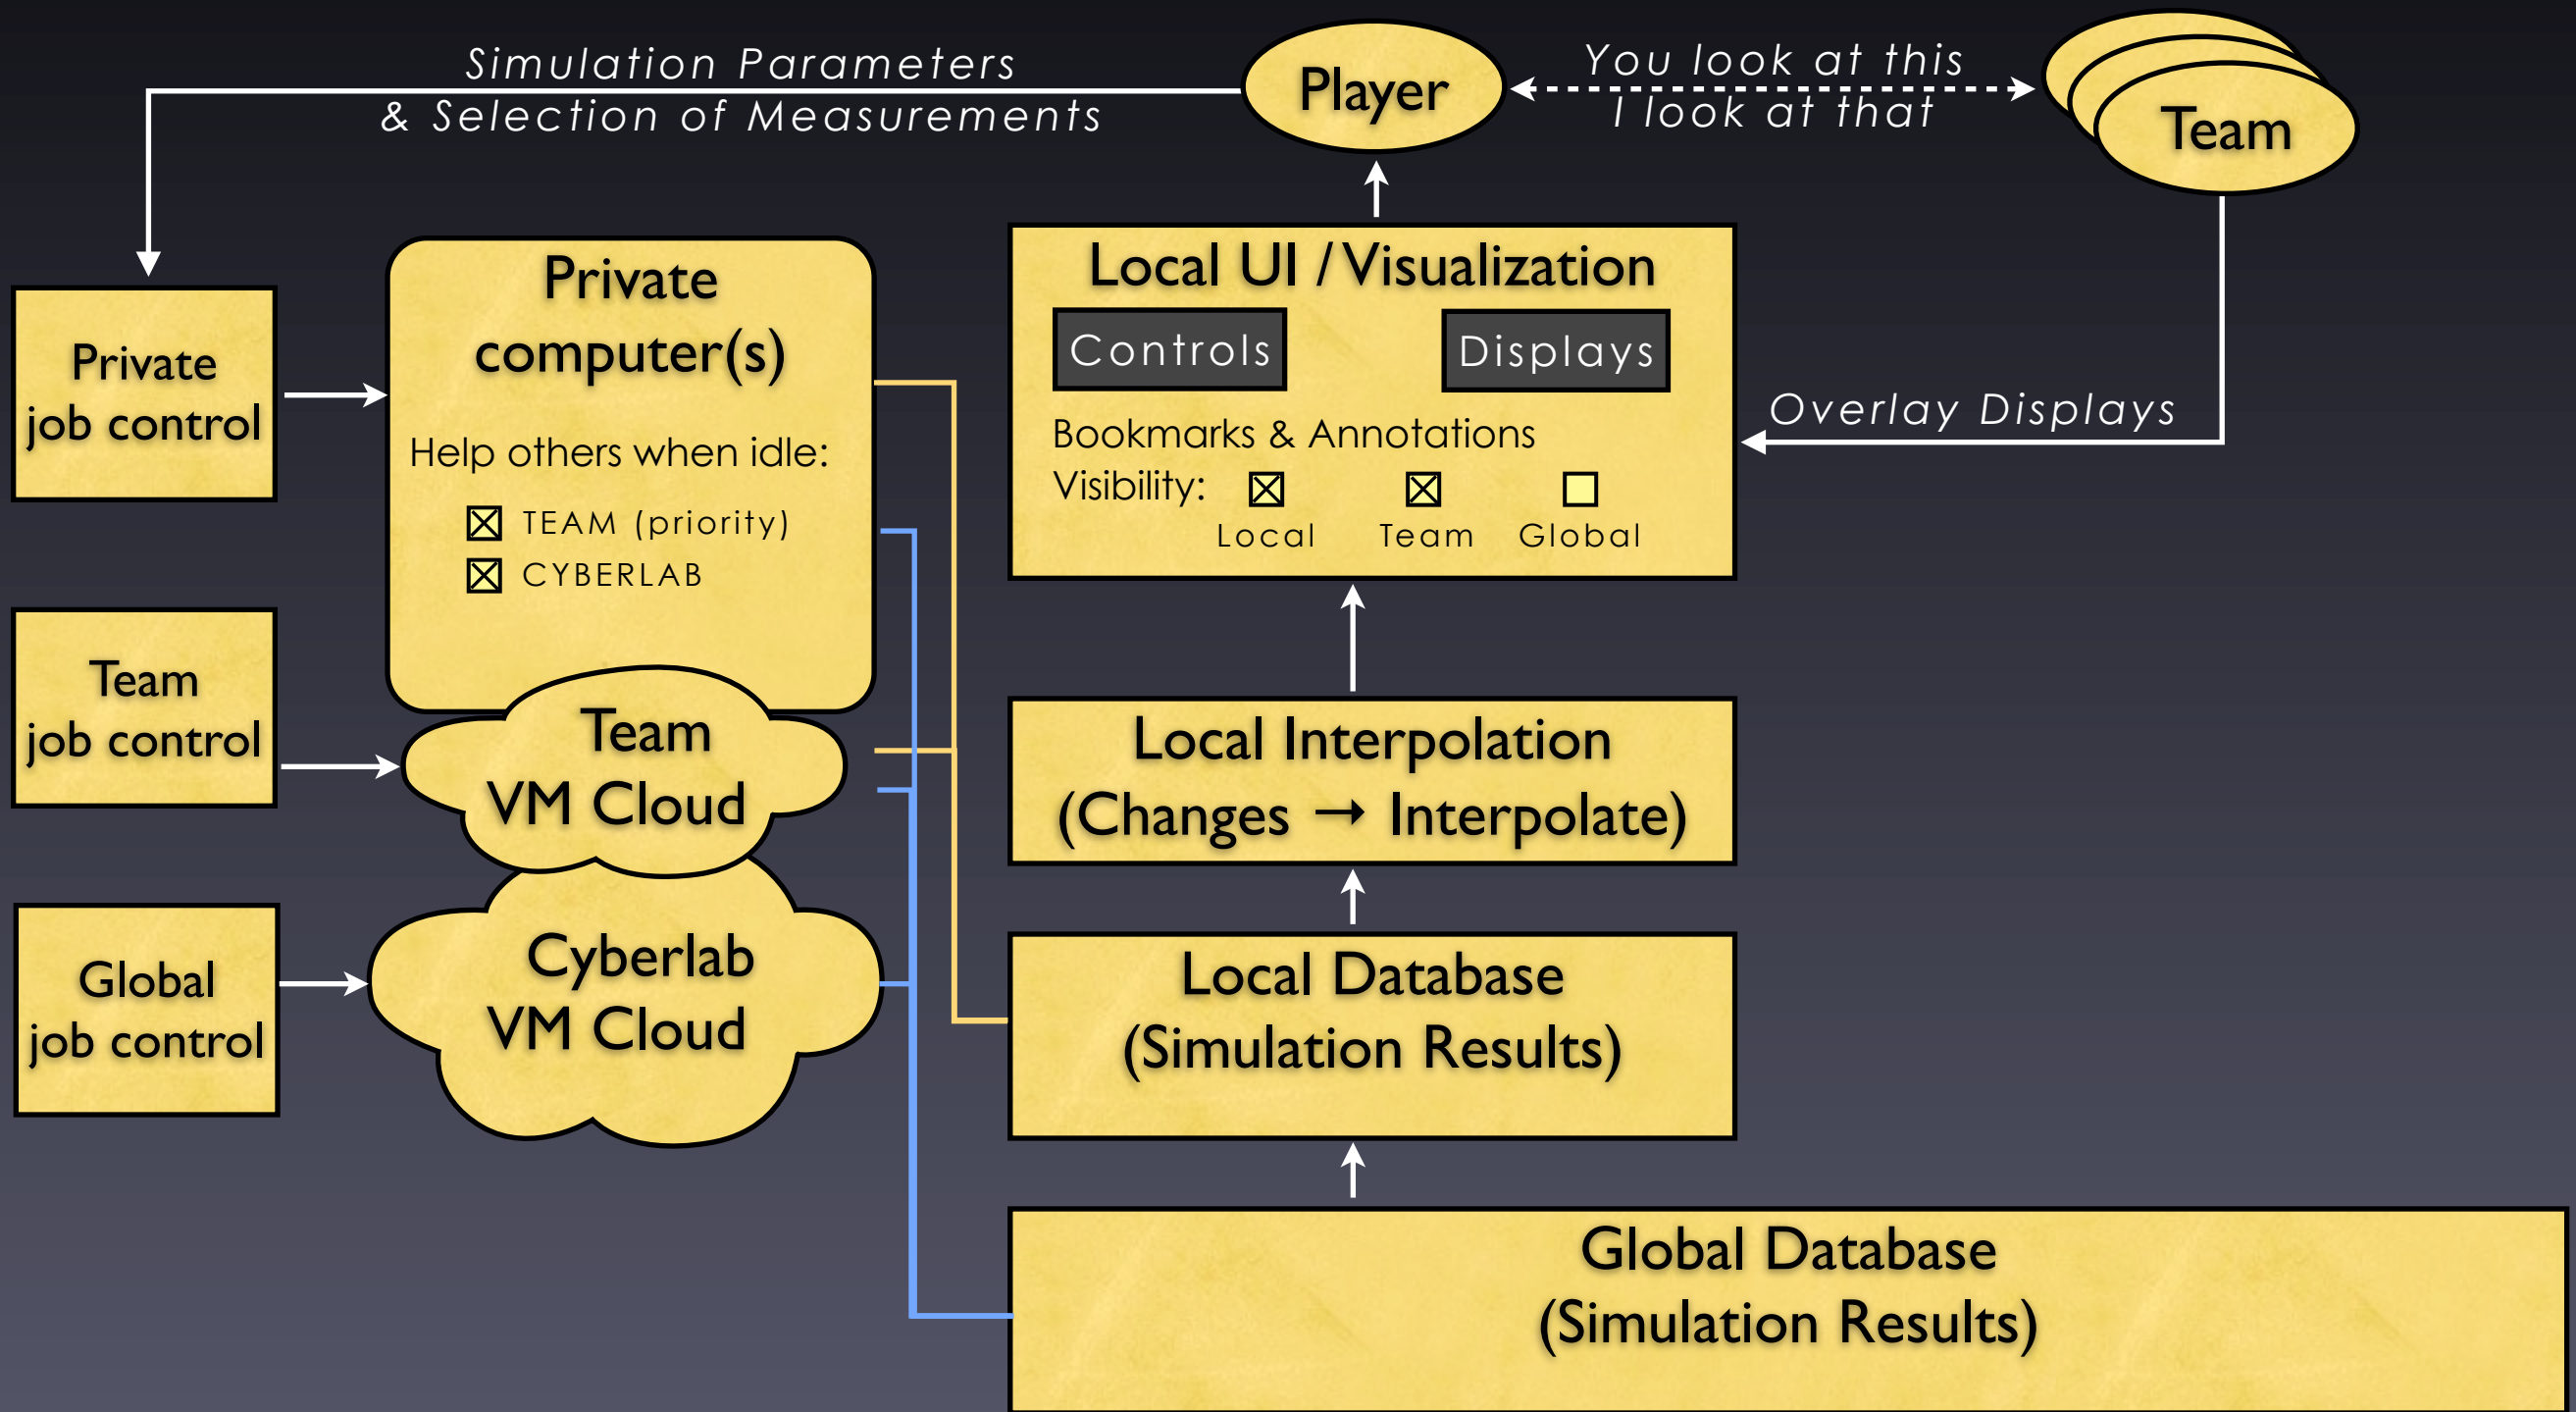 Simulation Parameters
& Selection of Measurements
Player
You look at this
I look at that
Team
Private
job control
Private
computer(s)
Help others when idle:
TEAM (priority)
CYBERLAB
Local UI / Visualization
Controls
Displays
Bookmarks & Annotations
Visibility:
Local
Team
Global
Overlay Displays
Team
job control
Team
VM Cloud
Local Interpolation
(Changes → Interpolate)
Global
job control
Cyberlab
VM Cloud
Local Database
(Simulation Results)
Global Database
(Simulation Results)